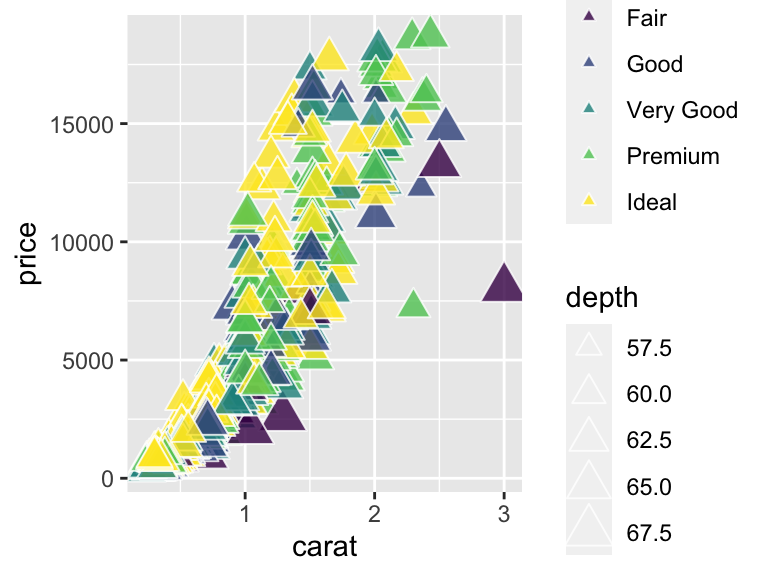 Fair
Good
Very Good
Premium
Ideal
15000
10000
5000
0
price
1 2 3
carat
depth
57.5
60.0
62.5
65.0
67.5